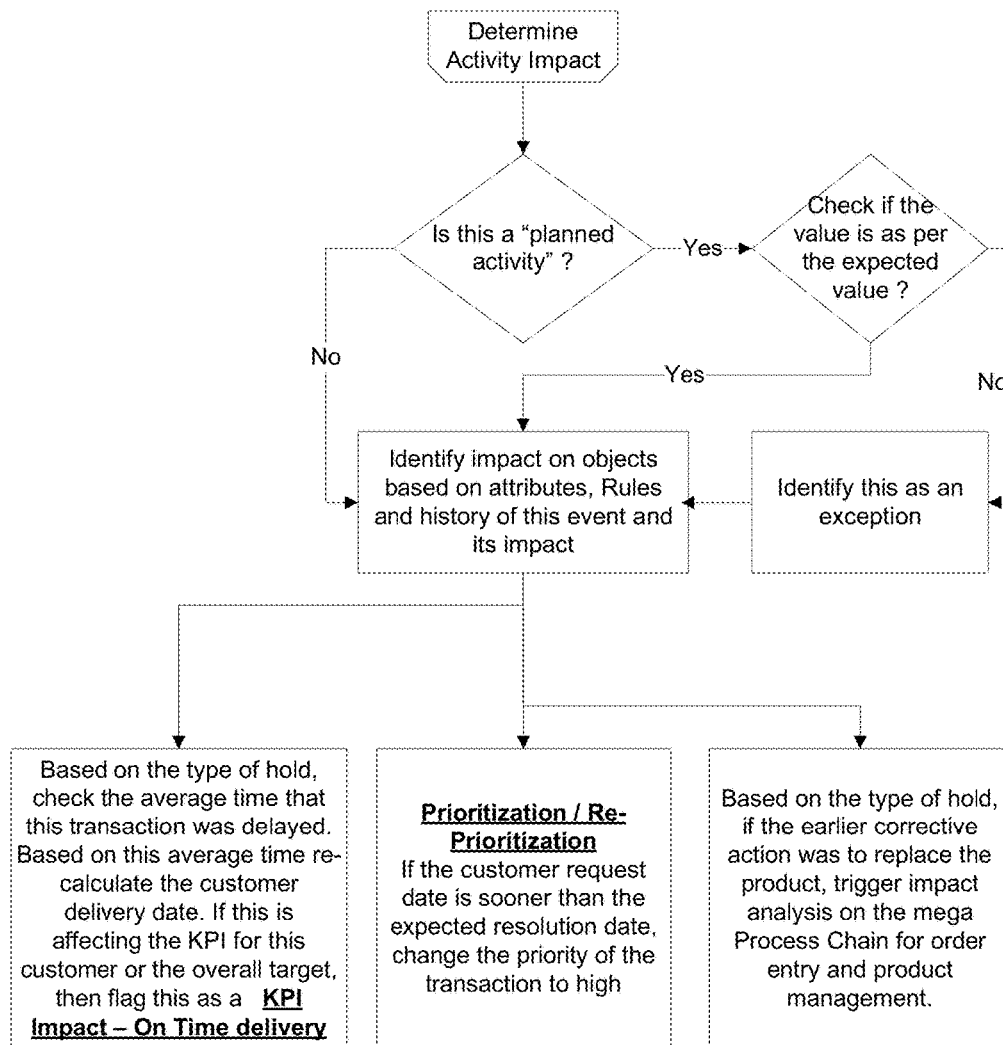 Determine
Activity Impact
Is this a “planned
activity” ?
Yes
Check if the
value is as per
the expected
value ?
No
Yes
No
Identify impact on objects
based on attributes, Rules
and history of this event and
its impact
Identify this as an
exception
Based on the type of hold,
check the average time that
this transaction was delayed.
Based on this average time re-
calculate the customer
delivery date. If this is
affecting the KPI for this
customer or the overall target,
then flag this as a KPI
Impact – On Time delivery
Prioritization / Re-
Prioritization
If the customer request
date is sooner than the
expected resolution date,
change the priority of the
transaction to high
Based on the type of hold,
if the earlier corrective
action was to replace the
product, trigger impact
analysis on the mega
Process Chain for order
entry and product
management.